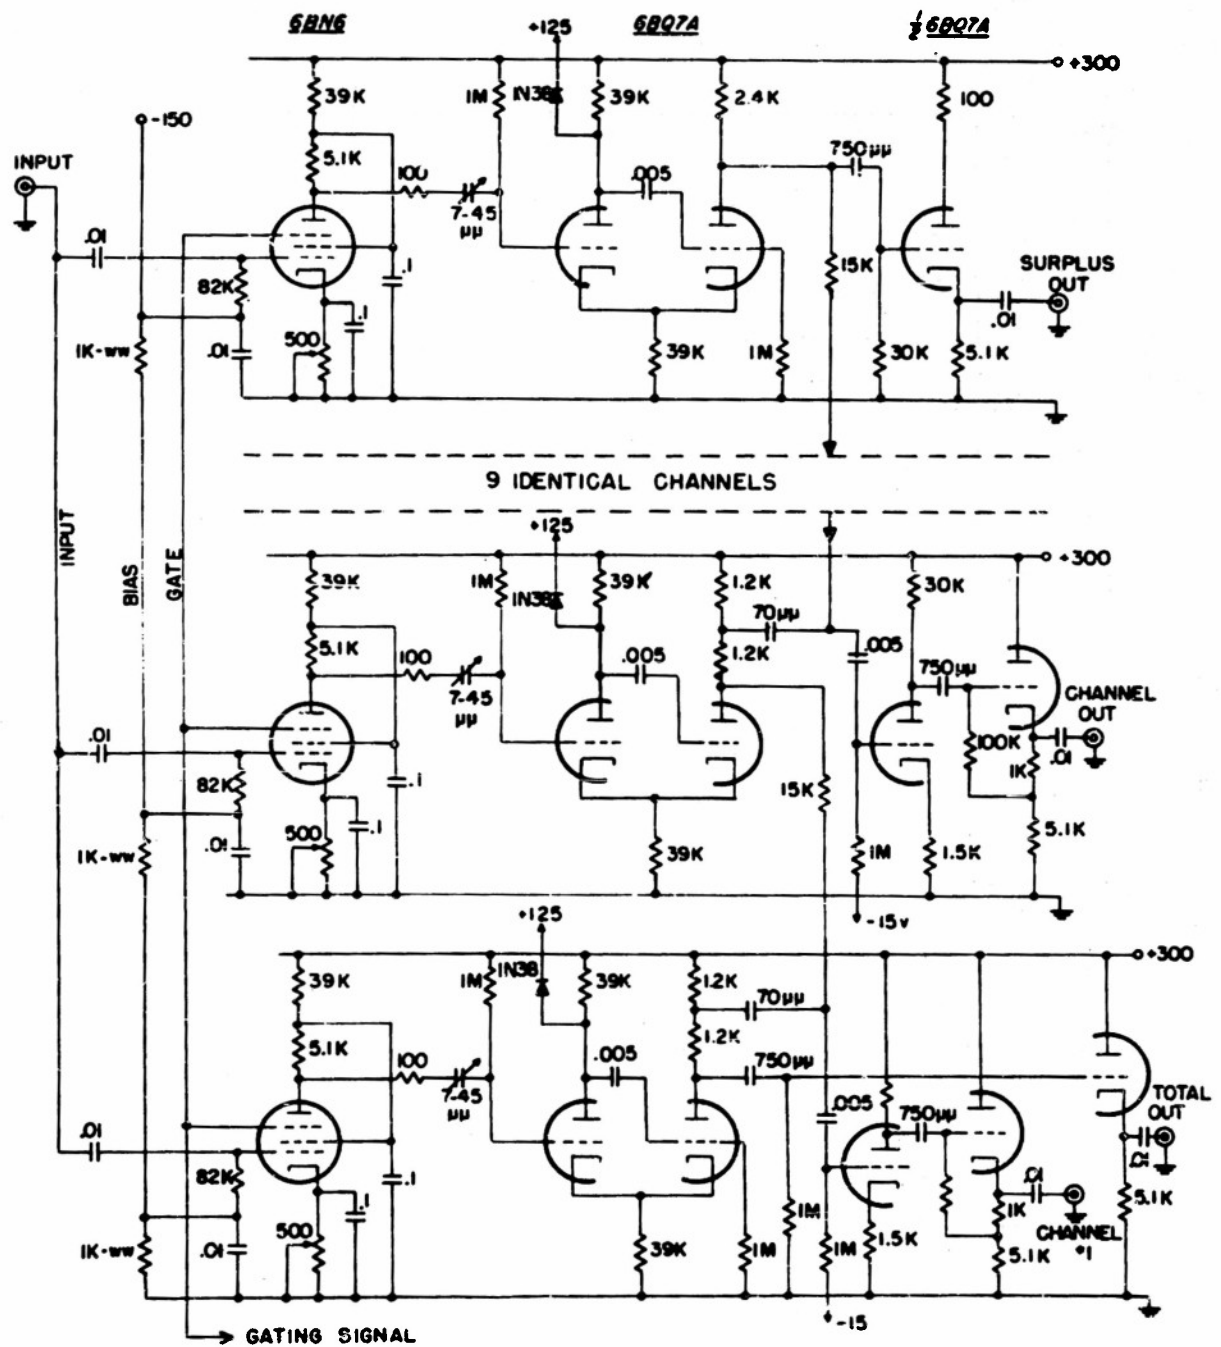 6BN6
6BQ7A
½ 6BQ7A
+125
+300
39K
1M
1N38
39K
2.4K
100
-150
INPUT
5.1K
100
7-45
μμ
.005
750μμ
.01
82K
.1
15K
SURPLUS
OUT
.01
1K-ww
.01
500
.1
39K
1M
30K
5.1K
9 IDENTICAL CHANNELS
INPUT
BIAS
GATE
+125
+300
39K
1M
1N38
39K
1.2K
30K
70μμ
5.1K
100
7-45
μμ
.005
1.2K
.005
750μμ
CHANNEL
OUT
.01
82K
.1
15K
100K
1K
.01
1K-ww
.01
500
.1
39K
1M
1.5K
5.1K
-15v
+125
+300
39K
1M
1N38
39K
1.2K
70μμ
5.1K
100
7-45
μμ
.005
1.2K
750μμ
.005
750μμ
TOTAL
OUT
.01
.01
82K
.1
.01
1K
5.1K
CHANNEL
#1
1K-ww
.01
500
.1
39K
1M
1M
1M
1.5K
5.1K
-15
GATING SIGNAL